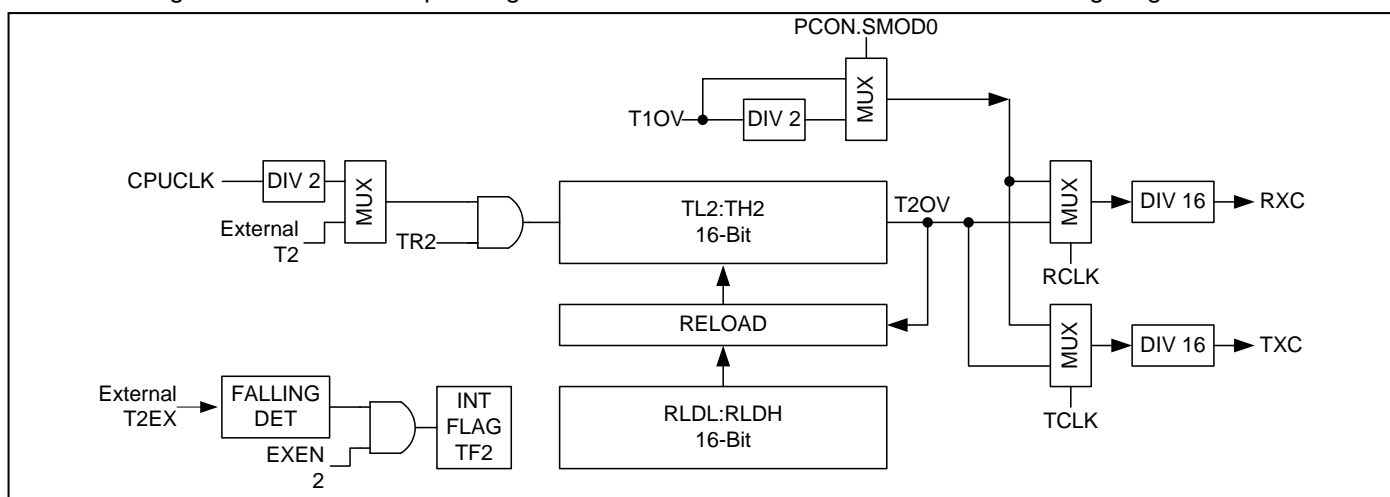 PCON.SMOD0
MUX
T1OV
DIV 2
CPUCLK
DIV 2
MUX
External
T2
TR2
TL2:TH2
16-Bit
T2OV
MUX
DIV 16
RXC
RCLK
RELOAD
MUX
DIV 16
TXC
TCLK
External
T2EX
FALLING
DET
EXEN
2
INT
FLAG
TF2
RLDL:RLDH
16-Bit